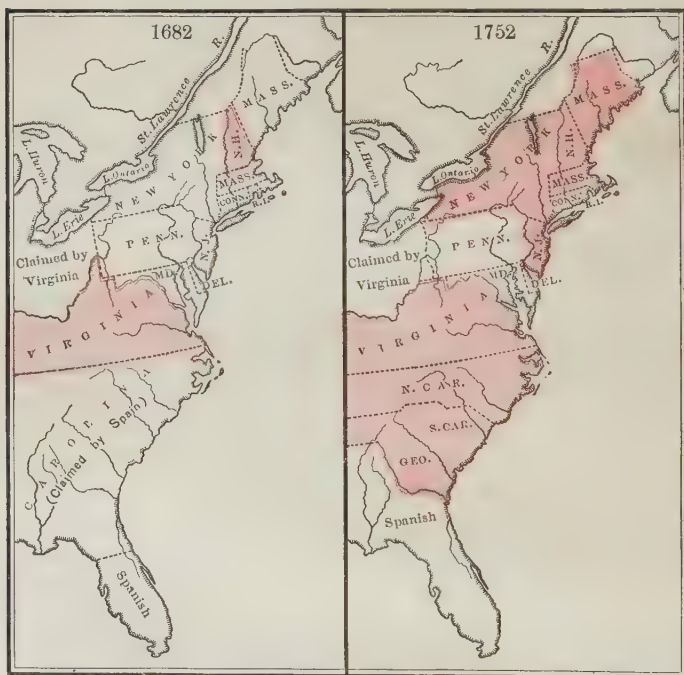 1682
St. Lawrence R.
MASS.
N.H.
L. Huron
L. Ontario
NEW YORK
MASS.
CONN.
R.I.
L. Erie
PENN.
N.J.
Claimed by
Virginia
MD.
DEL.
VIRGINIA
CAROLINA
(Claimed by Spain)
Spanish
1752
St. Lawrence R.
MASS.
N.H.
L. Huron
L. Ontario
NEW YORK
MASS.
CONN.
R.I.
L. Erie
PENN.
N.J.
Claimed by
Virginia
MD.
DEL.
VIRGINIA
N. CAR.
S. CAR.
GEO.
Spanish